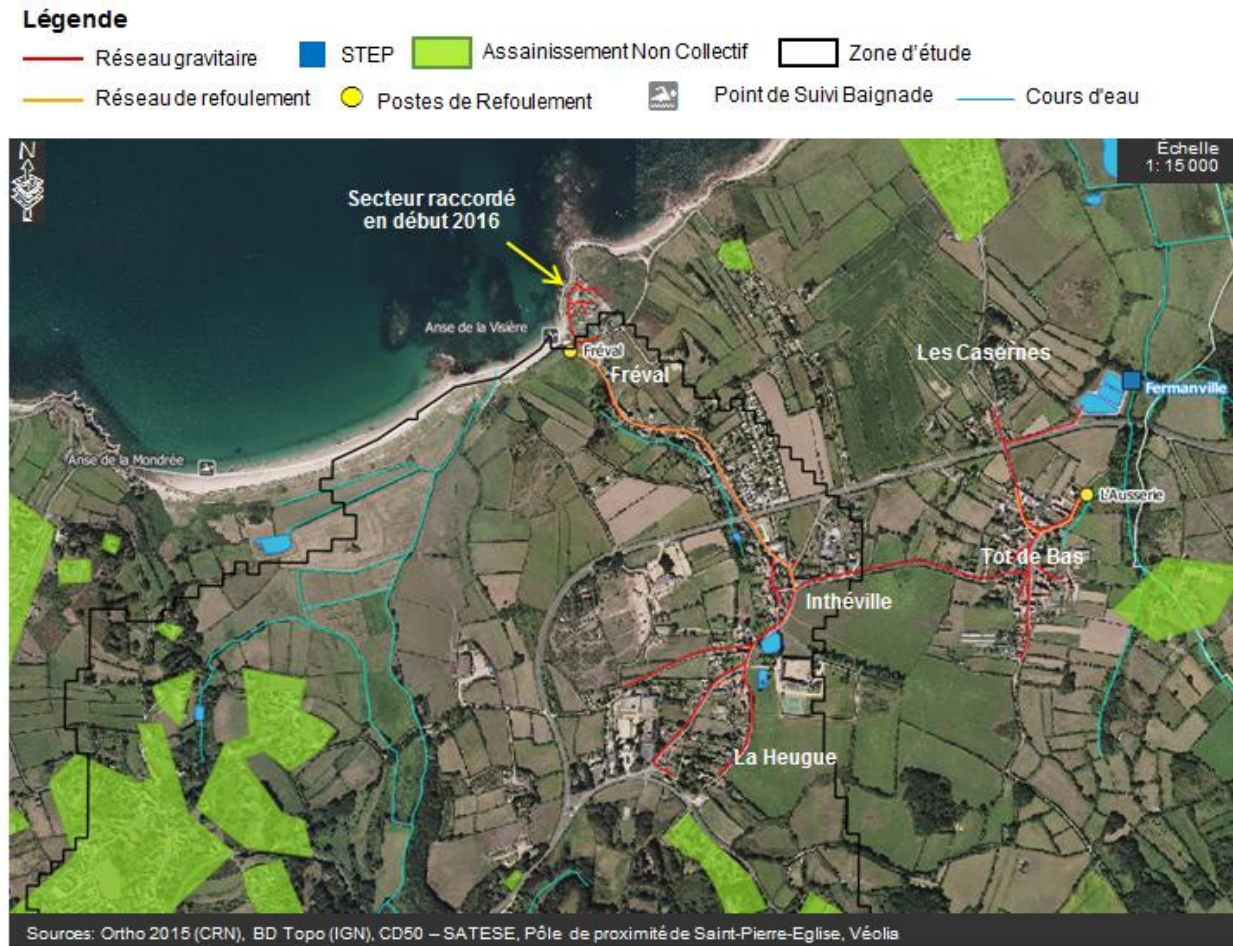 Légende
Réseau gravitaire STEP Assainissement Non Collectif Zone d'étude
Réseau de refoulement Postes de Refoulement Point de Suivi Baignade Cours d'eau
N
Échelle
1: 15 000
Secteur raccordé
en début 2016
Anse de la Visière
Fréval
Fréval
Les Casernes
Fermanville
Anse de la Mondrée
L'Ausserie
Tot de Bas
Inthéville
La Heugue
Sources: Ortho 2015 (CRN), BD Topo (IGN), CD50 – SATESE, Pôle de proximité de Saint-Pierre-Eglise, Véolia